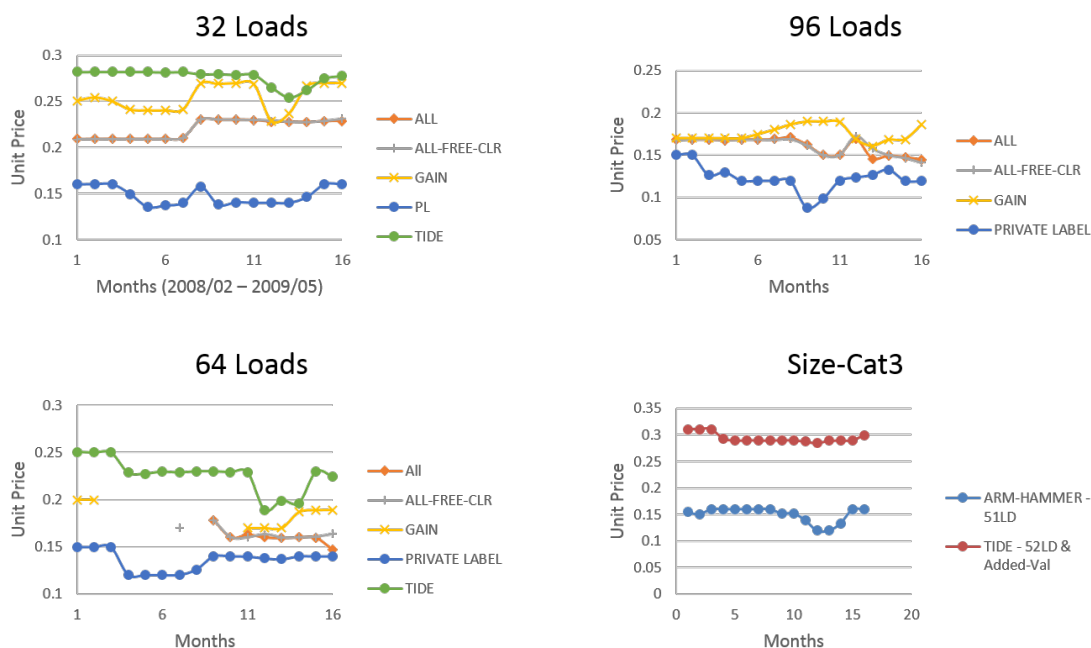 32 Loads
0.3
0.25
0.2
0.15
0.1
Unit Price
1
6
11
16
Months (2008/02 – 2009/05)
ALL
ALL-FREE-CLR
GAIN
PL
TIDE
96 Loads
0.25
0.2
0.15
0.1
0.05
Unit Price
1
6
11
16
Months
ALL
ALL-FREE-CLR
GAIN
PRIVATE LABEL
64 Loads
0.3
0.25
0.2
0.15
0.1
Unit Price
1
6
11
16
Months
All
ALL-FREE-CLR
GAIN
PRIVATE LABEL
TIDE
Size-Cat3
0.35
0.3
0.25
0.2
0.15
0.1
0.05
0
Unit Price
0
5
10
15
20
Months
ARM-HAMMER -
51LD
TIDE - 52LD &
Added-Val